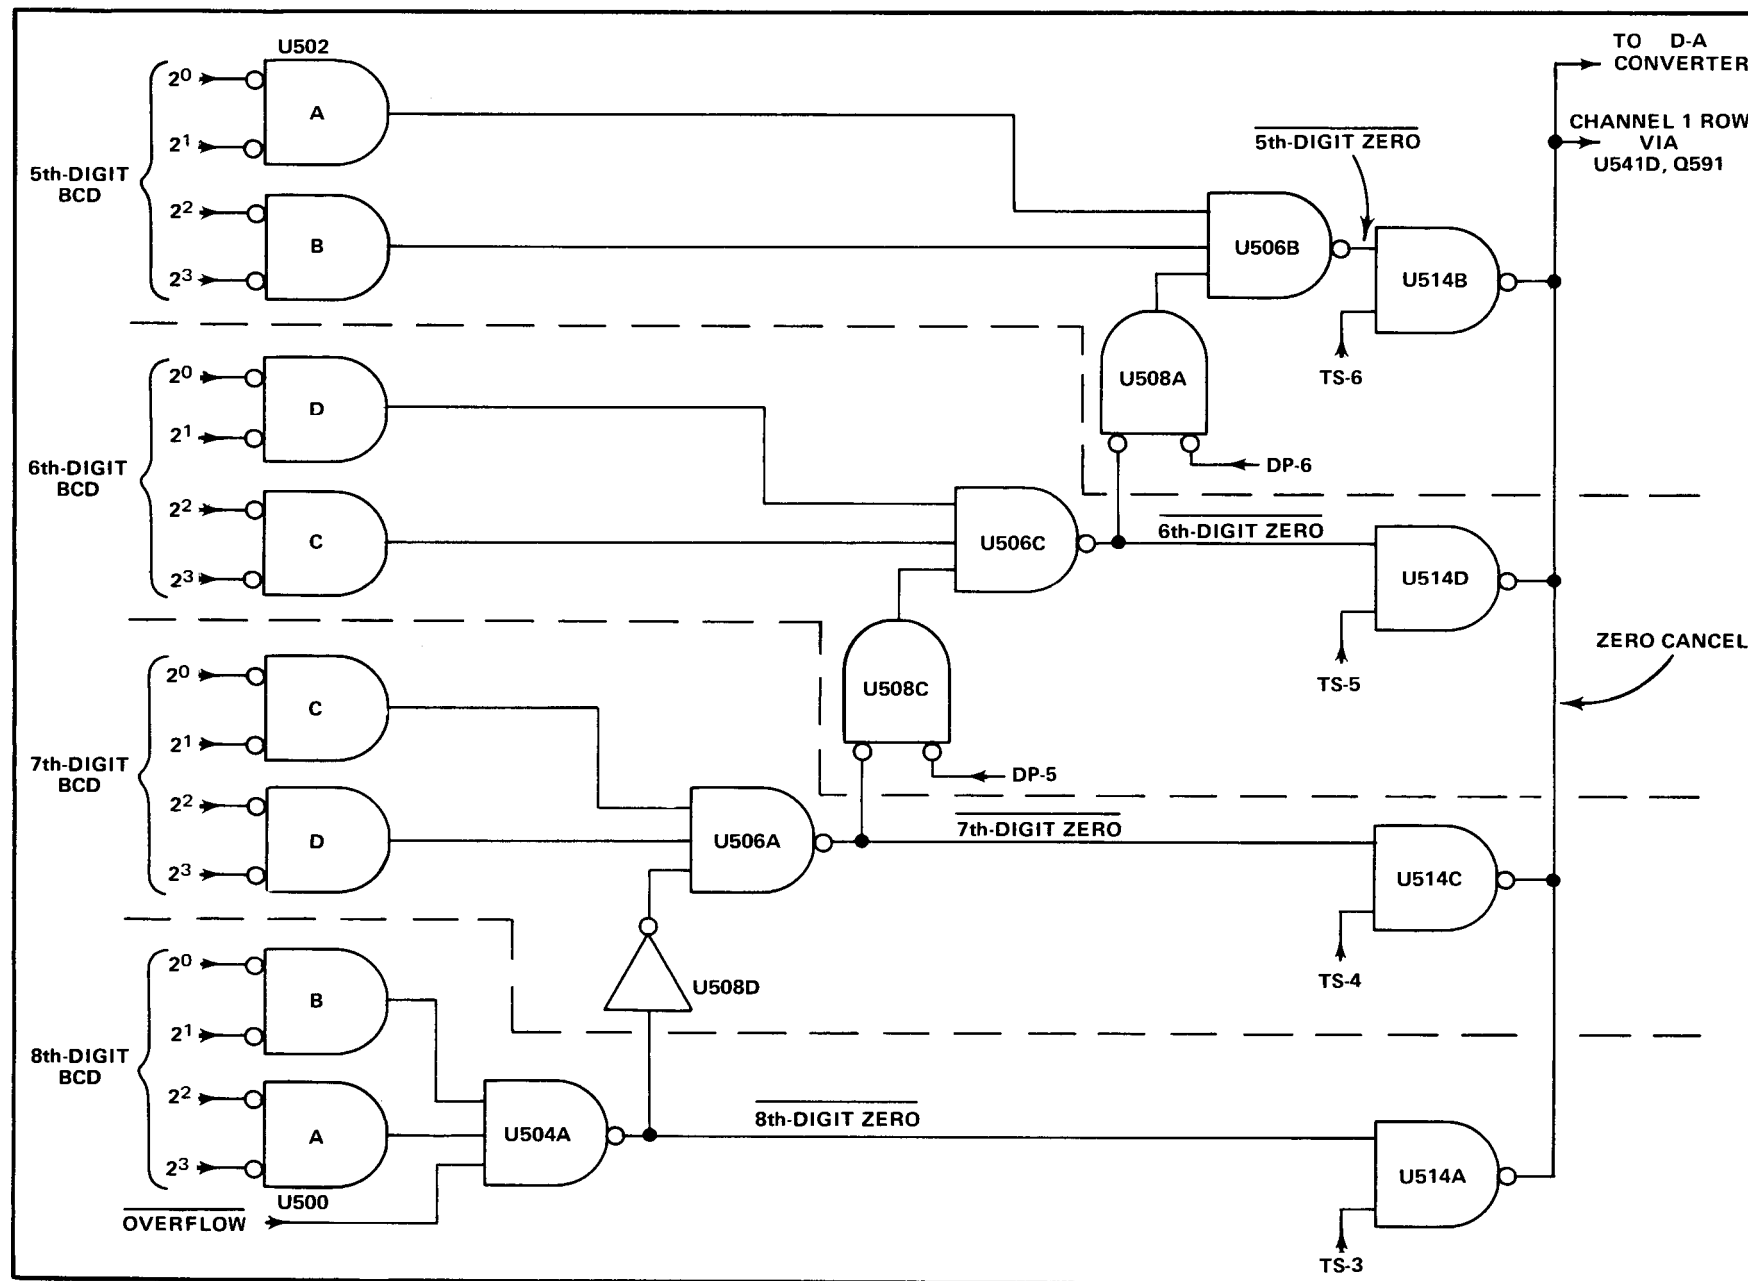 U502
TO D-A
CONVERTER
2⁰
A
2¹
5th-DIGIT
BCD
2²
B
2³
CHANNEL 1 ROW
VIA
U541D, Q591
5th-DIGIT ZERO
U506B
U514B
TS-6
U508A
DP-6
6th-DIGIT
BCD
2⁰
D
2¹
2²
C
2³
U506C
6th-DIGIT ZERO
U514D
TS-5
ZERO CANCEL
U508C
DP-5
7th-DIGIT
BCD
2⁰
C
2¹
2²
D
2³
U506A
7th-DIGIT ZERO
U514C
TS-4
U508D
8th-DIGIT
BCD
2⁰
B
2¹
2²
A
2³
U500
U504A
8th-DIGIT ZERO
U514A
TS-3
OVERFLOW